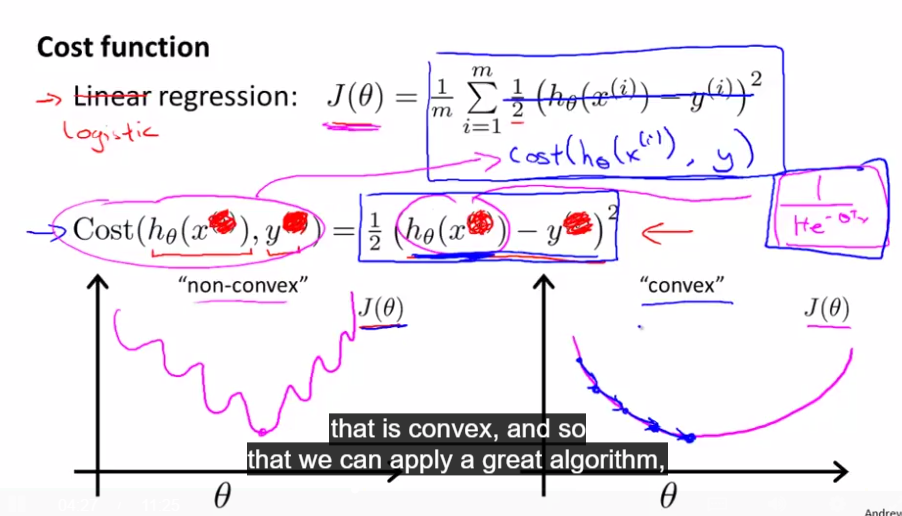 Cost function
→ Linear regression: J(θ) = 1/m ∑_{i=1}^{m} 1/2 (h_θ(x^{(i)}) − y^{(i)})^2
logistic
→ cost(h_θ(x^{(i)}), y)
→ Cost(h_θ(x), y) = 1/2 (h_θ(x) − y)^2 ←
1/(1+e^{-θ^T x})
“non-convex” J(θ)
“convex” J(θ)
that is convex, and so
that we can apply a great algorithm,
θ θ
Andrew